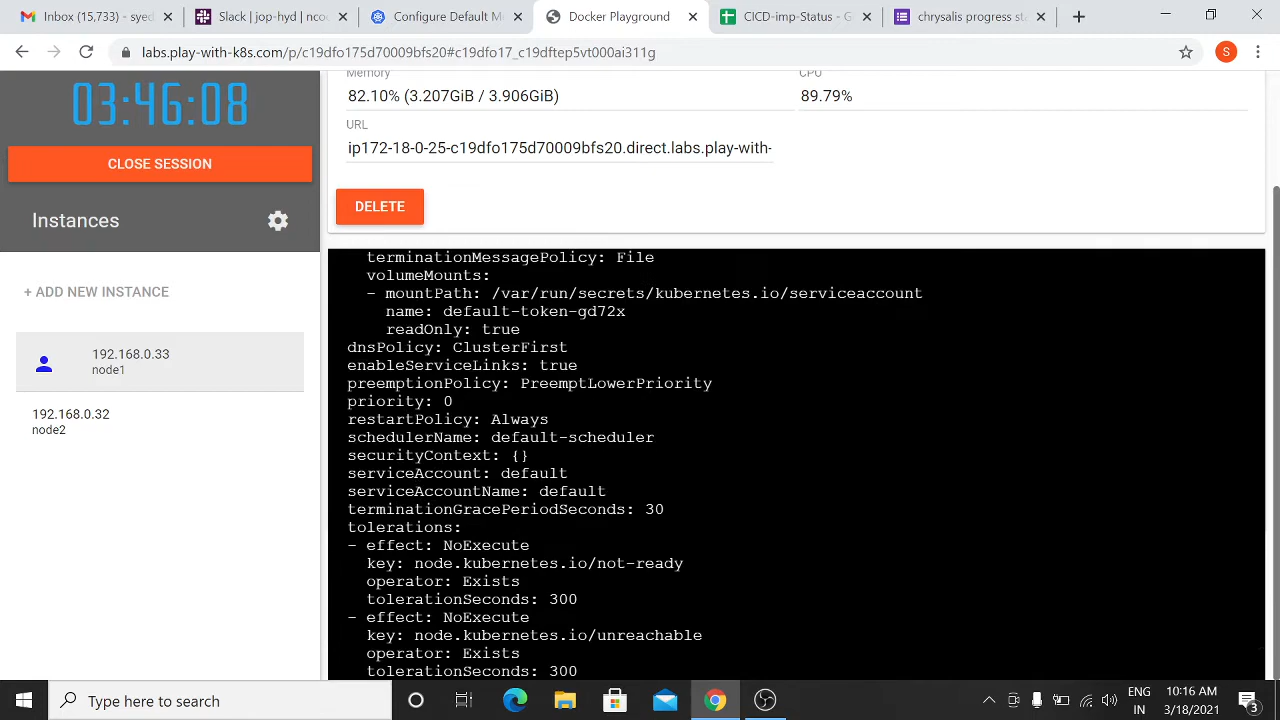 Inbox (15,733) - syed
Slack | jop-hyd | nco
Configure Default M
Docker Playground
CICD-imp-Status - G
chrysalis progress st
labs.play-with-k8s.com/p/c19dfo175d70009bfs20#c19dfo17_c19dftep5vt000ai311g
S
03:46:08
CLOSE SESSION
Instances
+ ADD NEW INSTANCE
192.168.0.33
node1
192.168.0.32
node2
Memory
CPU
82.10% (3.207GiB / 3.906GiB)
89.79%
URL
ip172-18-0-25-c19dfo175d70009bfs20.direct.labs.play-with-
DELETE
terminationMessagePolicy: File
volumeMounts:
- mountPath: /var/run/secrets/kubernetes.io/serviceaccount
name: default-token-gd72x
readOnly: true
dnsPolicy: ClusterFirst
enableServiceLinks: true
preemptionPolicy: PreemptLowerPriority
priority: 0
restartPolicy: Always
schedulerName: default-scheduler
securityContext: {}
serviceAccount: default
serviceAccountName: default
terminationGracePeriodSeconds: 30
tolerations:
- effect: NoExecute
key: node.kubernetes.io/not-ready
operator: Exists
tolerationSeconds: 300
- effect: NoExecute
key: node.kubernetes.io/unreachable
operator: Exists
tolerationSeconds: 300
Type here to search
ENG
IN
10:16 AM
3/18/2021
3